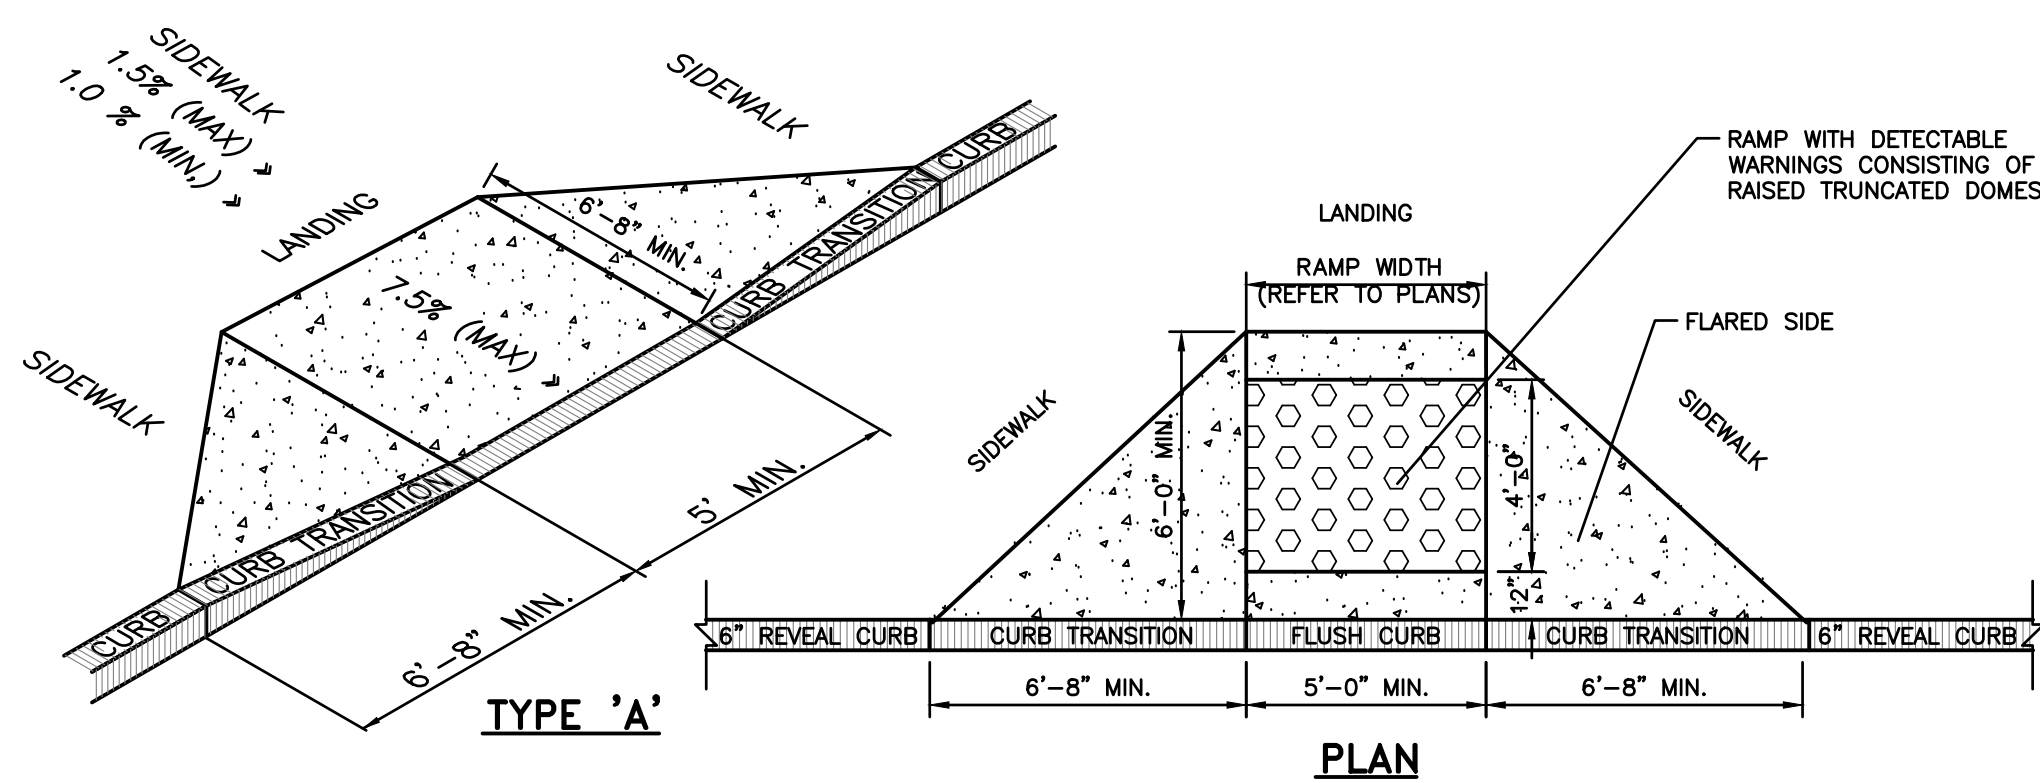 SIDEWALK
1.5% (MAX)
1.0 % (MIN,)
SIDEWALK
LANDING
6'-8" MIN.
CURB
CURB TRANSITION
7.5% (MAX)
SIDEWALK
CURB TRANSITION
CURB
5' MIN.
6'-8" MIN.
TYPE 'A'
RAMP WITH DETECTABLE
WARNINGS CONSISTING OF
RAISED TRUNCATED DOMES
LANDING
RAMP WIDTH
(REFER TO PLANS)
FLARED SIDE
SIDEWALK
6'-0" MIN.
4'-0"
12"
SIDEWALK
6" REVEAL CURB
CURB TRANSITION
FLUSH CURB
CURB TRANSITION
6" REVEAL CURB
6'-8" MIN.
5'-0" MIN.
6'-8" MIN.
PLAN